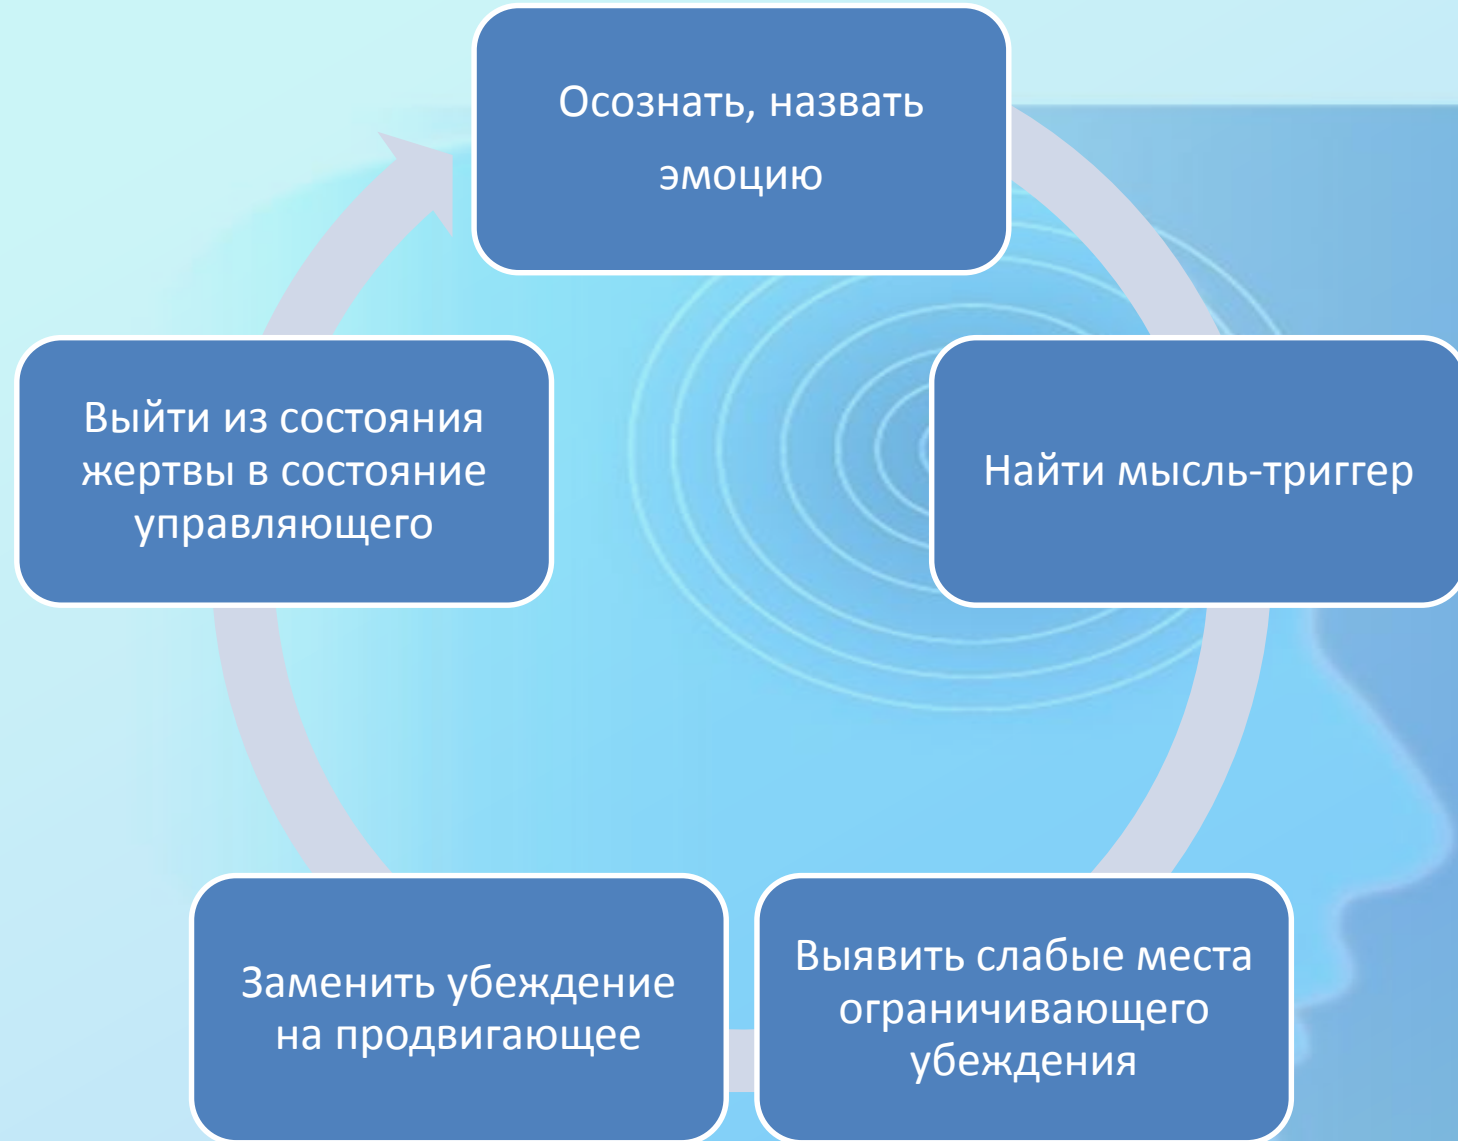 Осознать, назвать
эмоцию
Найти мысль-триггер
Выявить слабые места
ограничивающего
убеждения
Заменить убеждение
на продвигающее
Выйти из состояния
жертвы в состояние
управляющего